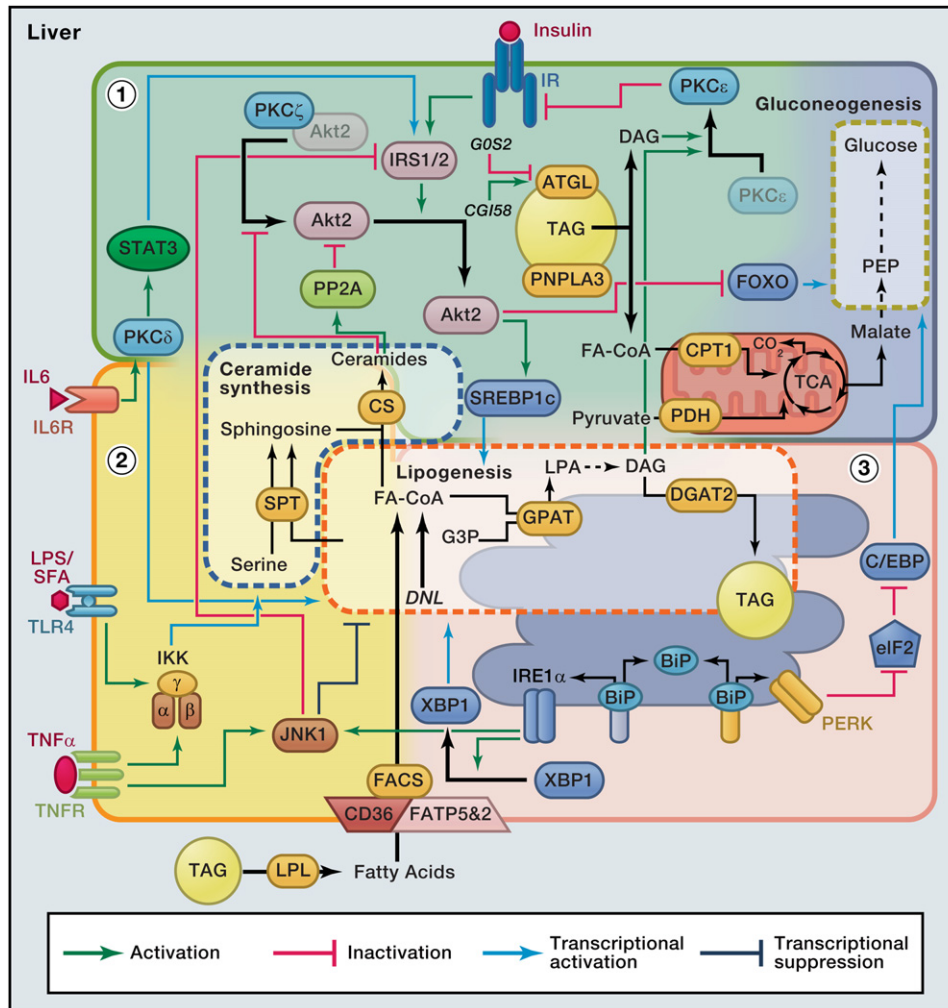 Liver
Insulin
1
IR
PKCε
Gluconeogenesis
PKCζ
Akt2
DAG
Glucose
IRS1/2
G0S2
ATGL
CGI58
PKCε
Akt2
TAG
STAT3
PEP
PP2A
PNPLA3
FOXO
Akt2
PKCδ
Malate
Ceramides
FA-CoA
CPT1
CO2
IL6
Ceramide
synthesis
TCA
CS
SREBP1c
IL6R
Pyruvate
PDH
Sphingosine
2
Lipogenesis
LPA
DAG
3
SPT
FA-CoA
DGAT2
GPAT
G3P
LPS/
SFA
Serine
C/EBP
DNL
TAG
TLR4
IKK
eIF2
γ
BiP
IRE1α
α
β
XBP1
BiP
BiP
PERK
TNFα
JNK1
FACS
XBP1
TNFR
CD36
FATP5&2
TAG
LPL
Fatty Acids
Activation
Inactivation
Transcriptional
activation
Transcriptional
suppression